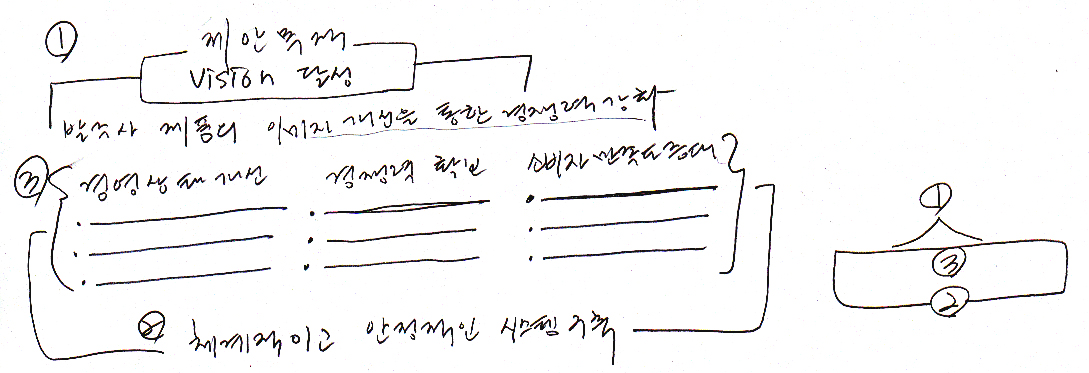 ①
제안목적
Vision 달성
발주사 제품의 이미지 개선을 통한 경쟁력강화
③ 경영상태개선 경쟁력 확보 소비자만족도증대
② 체계적이고 안정적인 시스템구축
①
③
②